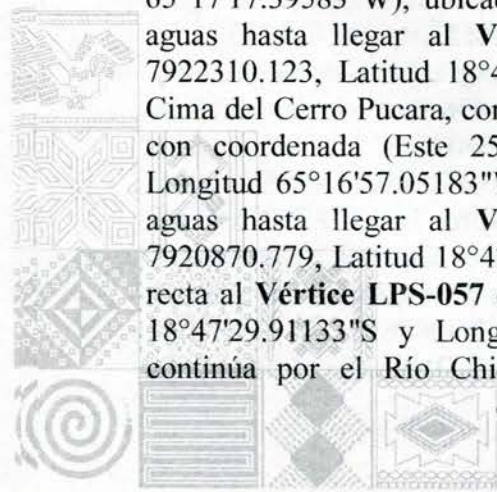 65°17'17.59583"W), ubicad
aguas hasta llegar al V
7922310.123, Latitud 18°4
Cima del Cerro Pucara, con
con coordenada (Este 25
Longitud 65°16'57.05183"W
aguas hasta llegar al V
7920870.779, Latitud 18°4
recta al Vértice LPS-057
18°47'29.91133"S y Long
continúa por el Río Chi